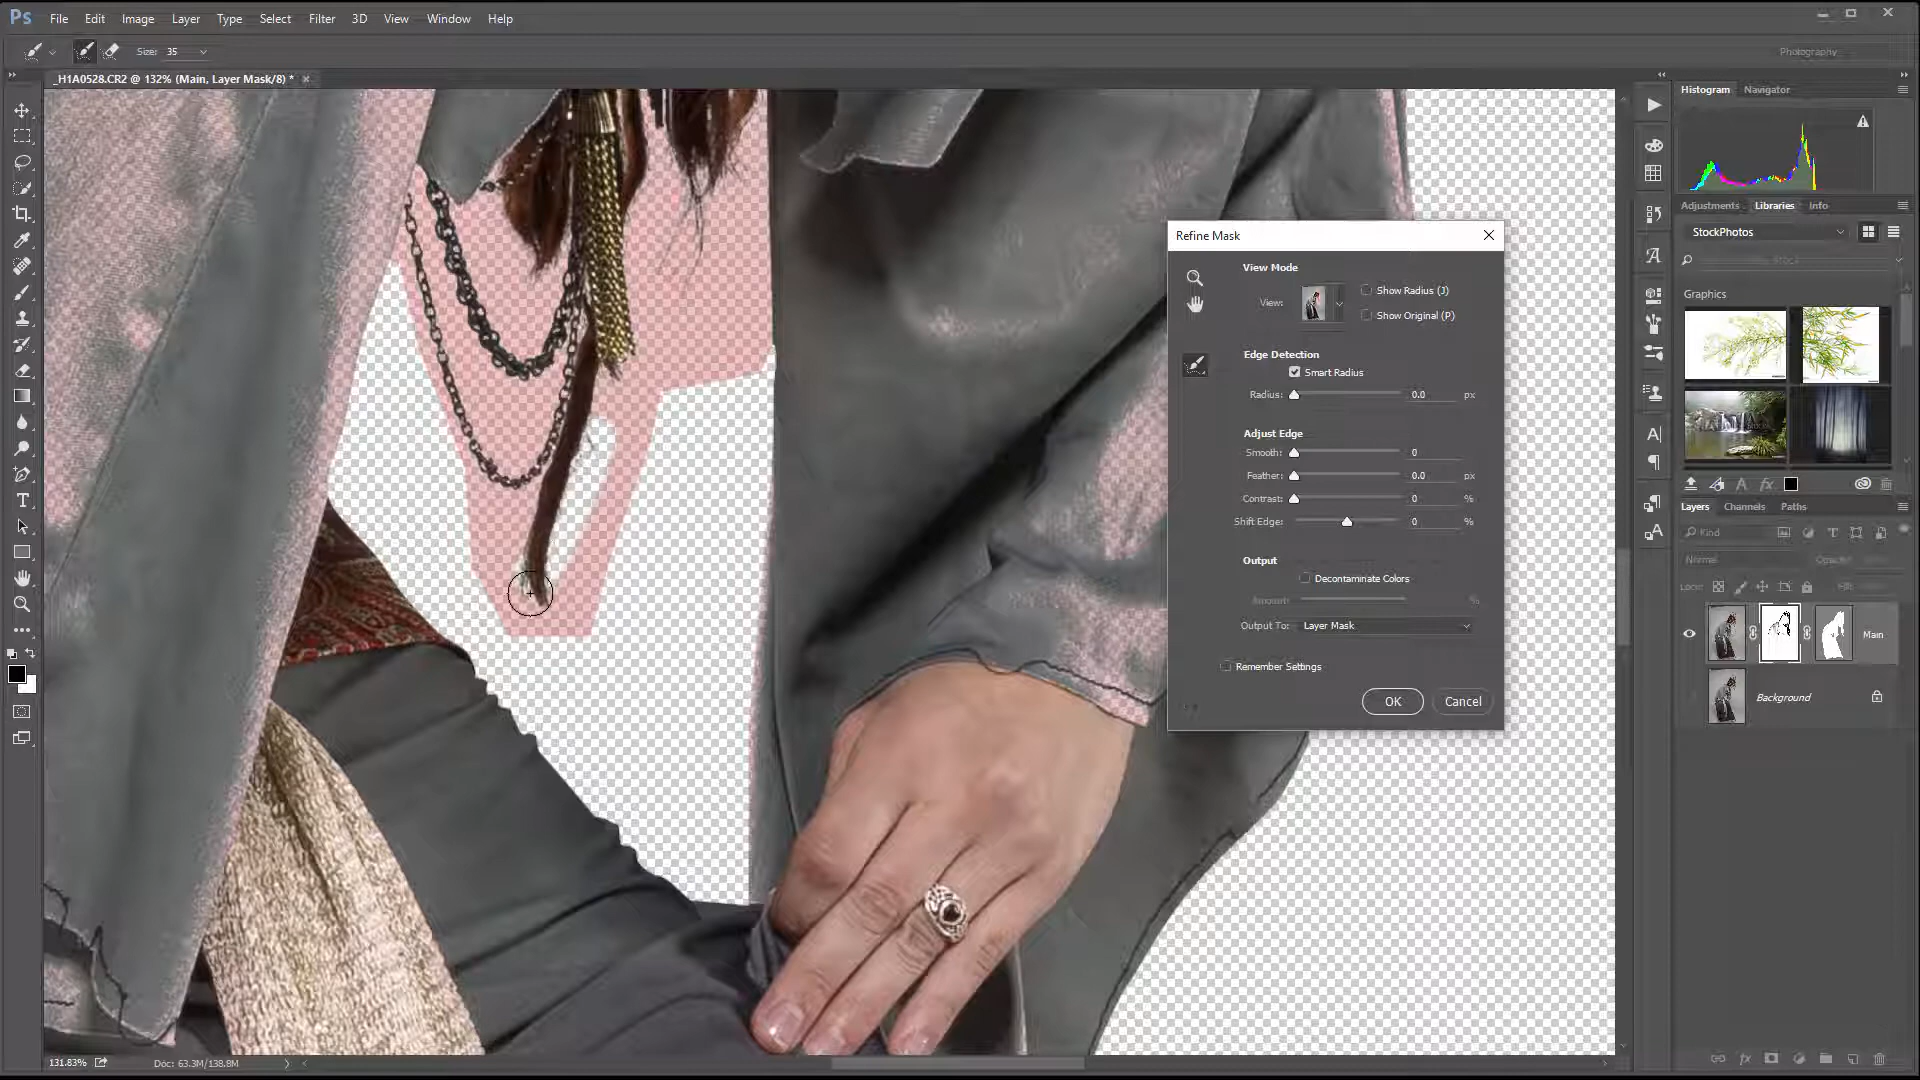 Ps File Edit Image Layer Type Select Filter 3D View Window Help
Size: 35
Photography
_H1A0528.CR2 @ 132% (Main, Layer Mask/8) *
Histogram Navigator
Adjustments Libraries Info
StockPhotos
Graphics
Layers Channels Paths
Kind
Normal
Lock:
Main
Background
Refine Mask
View Mode
View:
Show Radius (J)
Show Original (P)
Edge Detection
Smart Radius
Radius: 0.0 px
Adjust Edge
Smooth: 0
Feather: 0.0 px
Contrast: 0 %
Shift Edge: 0 %
Output
Decontaminate Colors
Amount: %
Output To: Layer Mask
Remember Settings
OK Cancel
131.83% Doc: 63.3M/138.8M